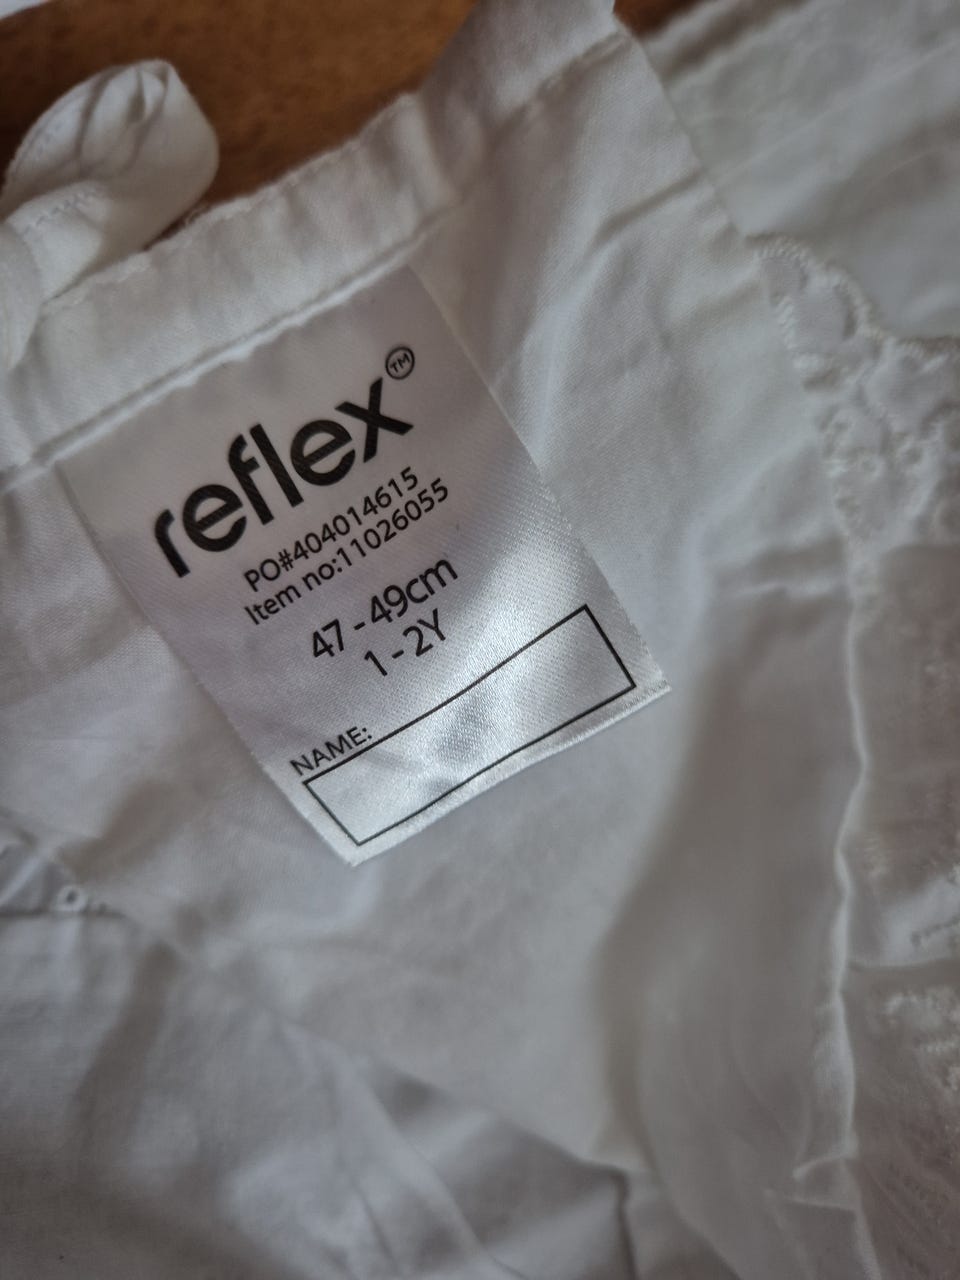 reflex™
PO#404014615
Item no:11026055
47-49cm
1-2Y
NAME: